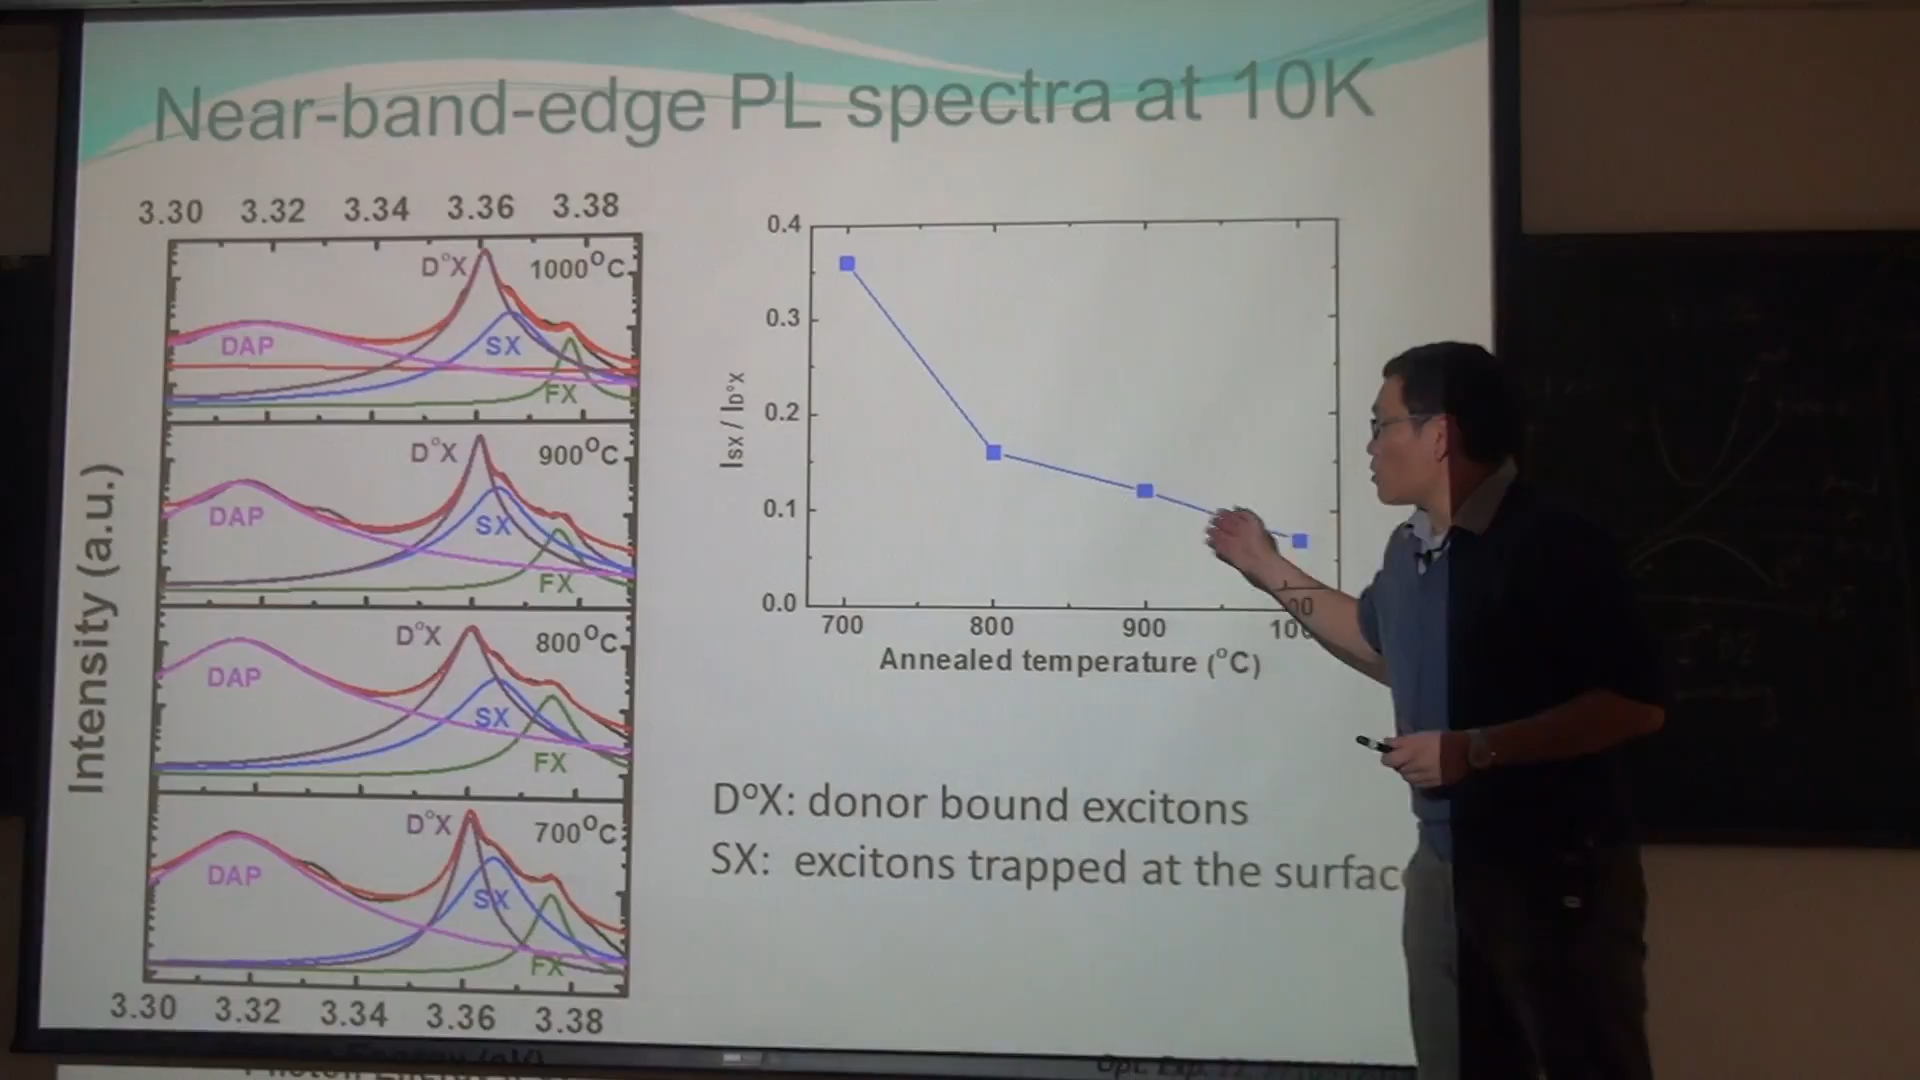 Near-band-edge PL spectra at 10K
3.30 3.32 3.34 3.36 3.38
D°X 1000°C
DAP SX
FX
D°X 900°C
DAP SX
FX
D°X 800°C
DAP SX
FX
D°X 700°C
DAP SX
FX
3.30 3.32 3.34 3.36 3.38
Intensity (a.u.)
0.4
0.3
0.2
0.1
0.0
ISX / ID°X
700 800 900
Annealed temperature (°C)
D°X: donor bound excitons
SX: excitons trapped at the surfac